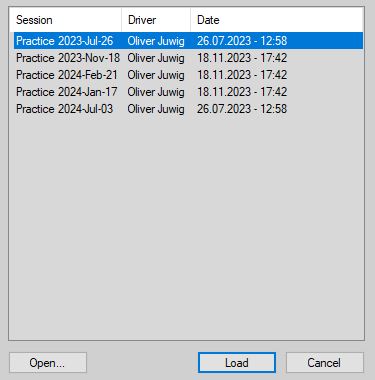 Session Driver Date
Practice 2023-Jul-26 Oliver Juwig 26.07.2023 - 12:58
Practice 2023-Nov-18 Oliver Juwig 18.11.2023 - 17:42
Practice 2024-Feb-21 Oliver Juwig 18.11.2023 - 17:42
Practice 2024-Jan-17 Oliver Juwig 18.11.2023 - 17:42
Practice 2024-Jul-03 Oliver Juwig 26.07.2023 - 12:58
Open... Load Cancel